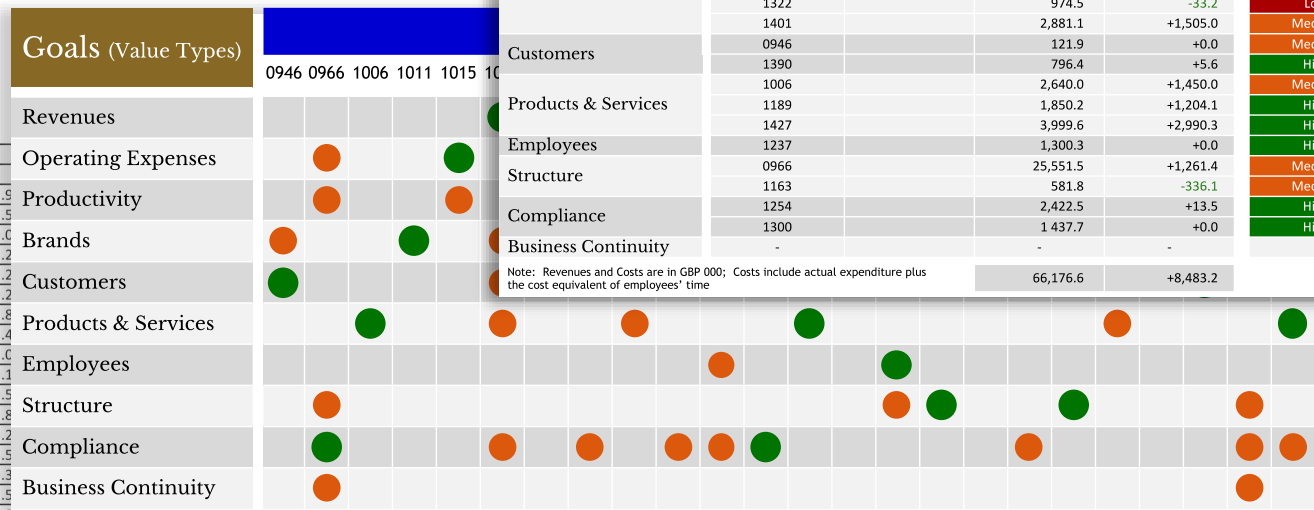 Goals (Value Types)
0946 0966 1006 1011 1015
Revenues
Operating Expenses
Productivity
Brands
Customers
Products & Services
Employees
Structure
Compliance
Business Continuity
1322 974.5 -33.2
1401 2,881.1 +1,505.0
Customers
0946 121.9 +0.0
1390 796.4 +5.6
Products & Services
1006 2,640.0 +1,450.0
1189 1,850.2 +1,204.1
1427 3,999.6 +2,990.3
Employees 1237 1,300.3 +0.0
Structure
0966 25,551.5 +1,261.4
1163 581.8 -336.1
Compliance
1254 2,422.5 +13.5
1300 1 437.7 +0.0
Business Continuity - - -
Note: Revenues and Costs are in GBP 000; Costs include actual expenditure plus
the cost equivalent of employees' time
66,176.6 +8,483.2